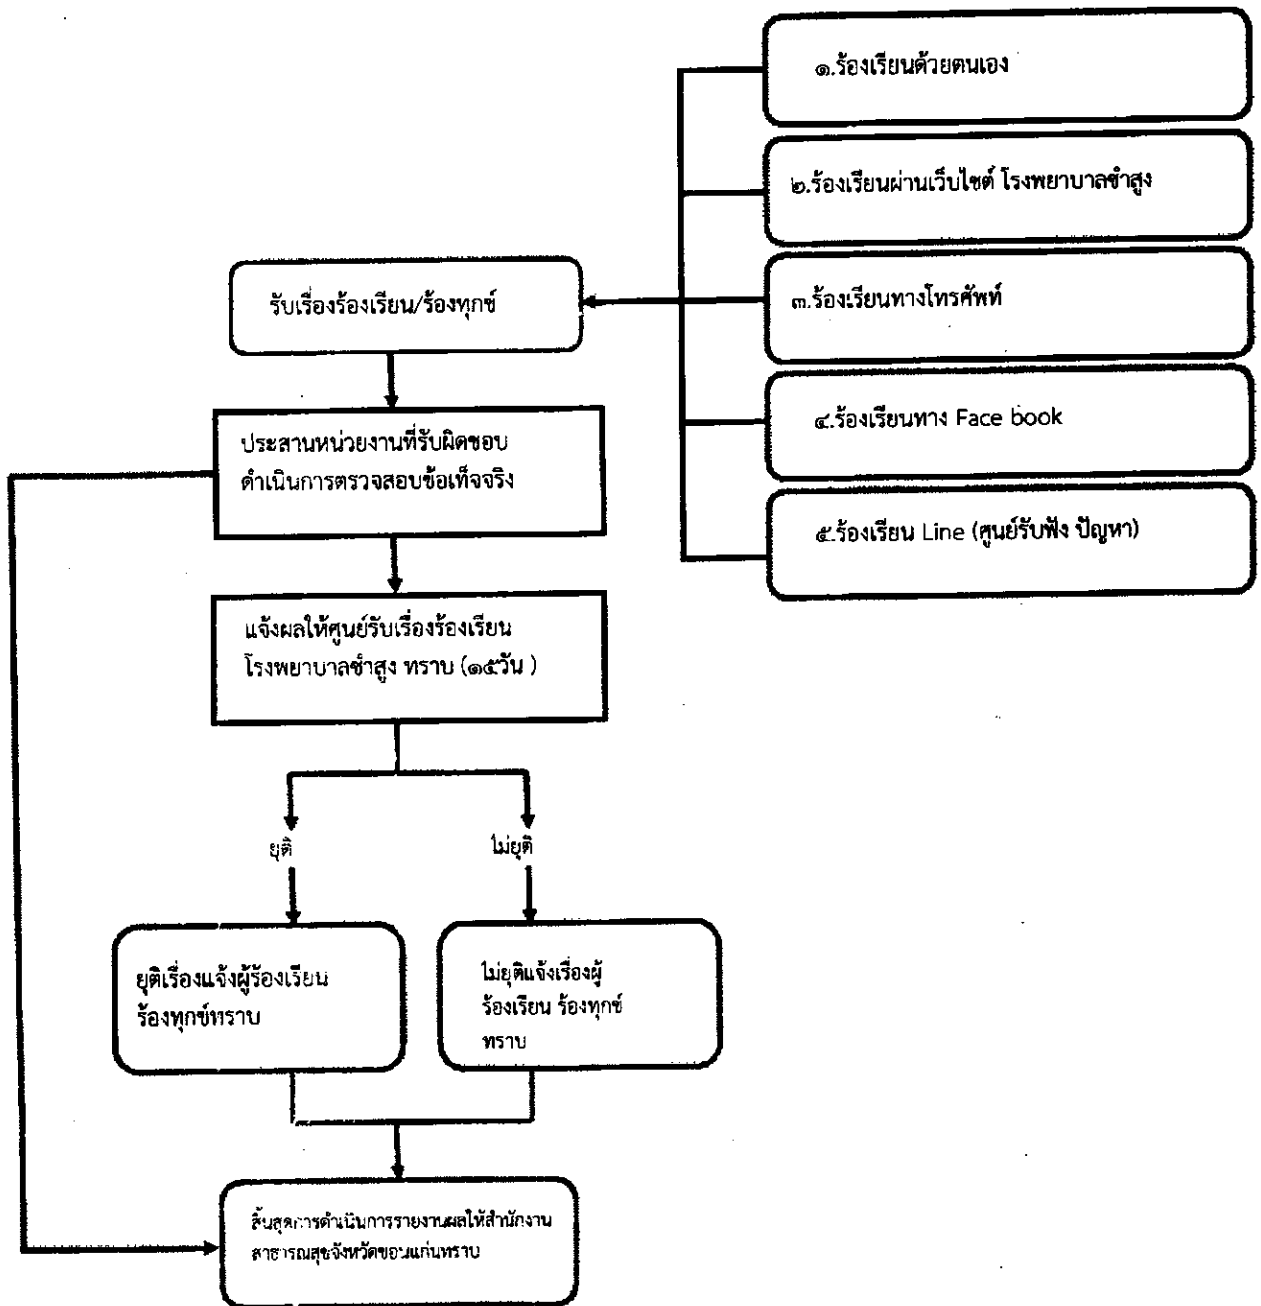 ๑.ร้องเรียนด้วยตนเอง
๒.ร้องเรียนผ่านเว็บไซต์ โรงพยาบาลซำสูง
๓.ร้องเรียนทางโทรศัพท์
๔.ร้องเรียนทาง Face book
๕.ร้องเรียน Line (ศูนย์รับฟัง ปัญหา)
รับเรื่องร้องเรียน/ร้องทุกข์
ประสานหน่วยงานที่รับผิดชอบ
ดำเนินการตรวจสอบข้อเท็จจริง
แจ้งผลให้ศูนย์รับเรื่องร้องเรียน
โรงพยาบาลซำสูง ทราบ (๑๕วัน )
ยุติ
ไม่ยุติ
ยุติเรื่องแจ้งผู้ร้องเรียน
ร้องทุกข์ทราบ
ไม่ยุติแจ้งเรื่องผู้
ร้องเรียน ร้องทุกข์
ทราบ
สิ้นสุดการดำเนินการรายงานผลให้สำนักงาน
สาธารณสุขจังหวัดขอนแก่นทราบ